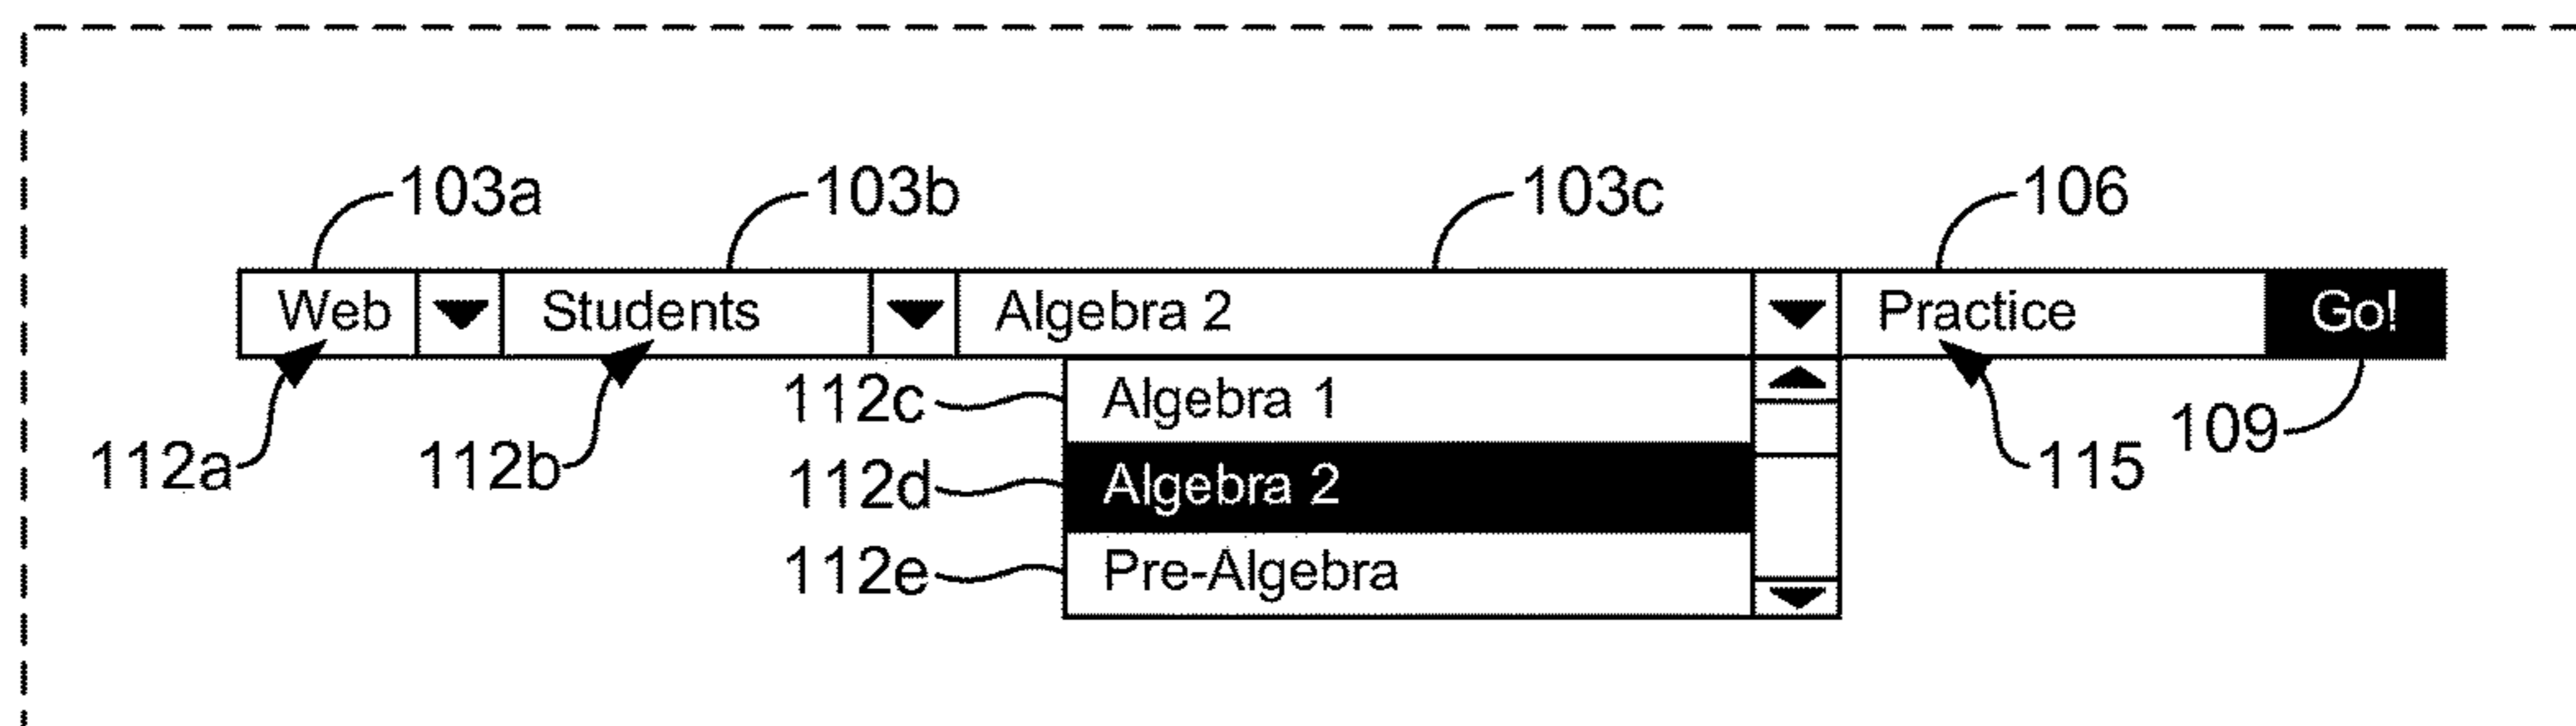 103a 103b 103c 106
Web Students Algebra 2 Practice Go!
112c Algebra 1
112a 112b 112d Algebra 2 115 109
112e Pre-Algebra